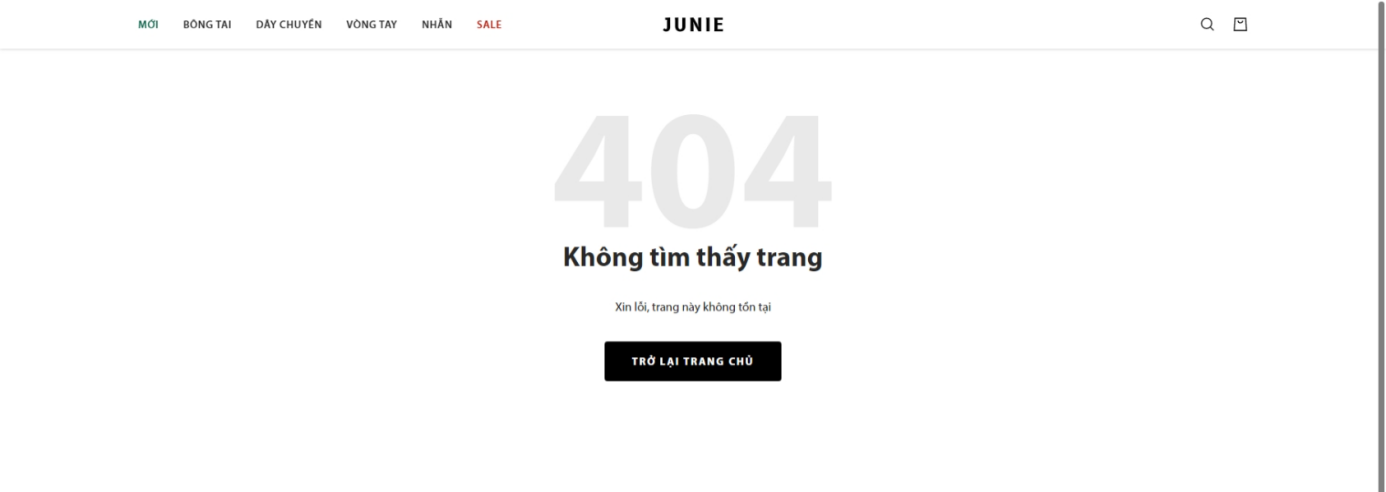 MỚI BÔNG TAI DÂY CHUYỀN VÒNG TAY NHẪN SALE JUNIE
404
Không tìm thấy trang
Xin lỗi, trang này không tồn tại
TRỞ LẠI TRANG CHỦ